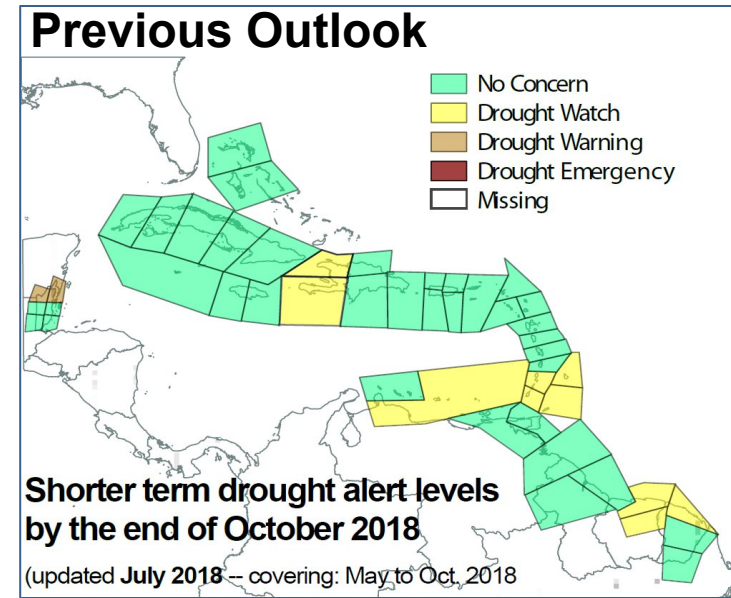 Previous Outlook
No Concern
Drought Watch
Drought Warning
Drought Emergency
Missing
Shorter term drought alert levels
by the end of October 2018
(updated July 2018 -- covering: May to Oct. 2018